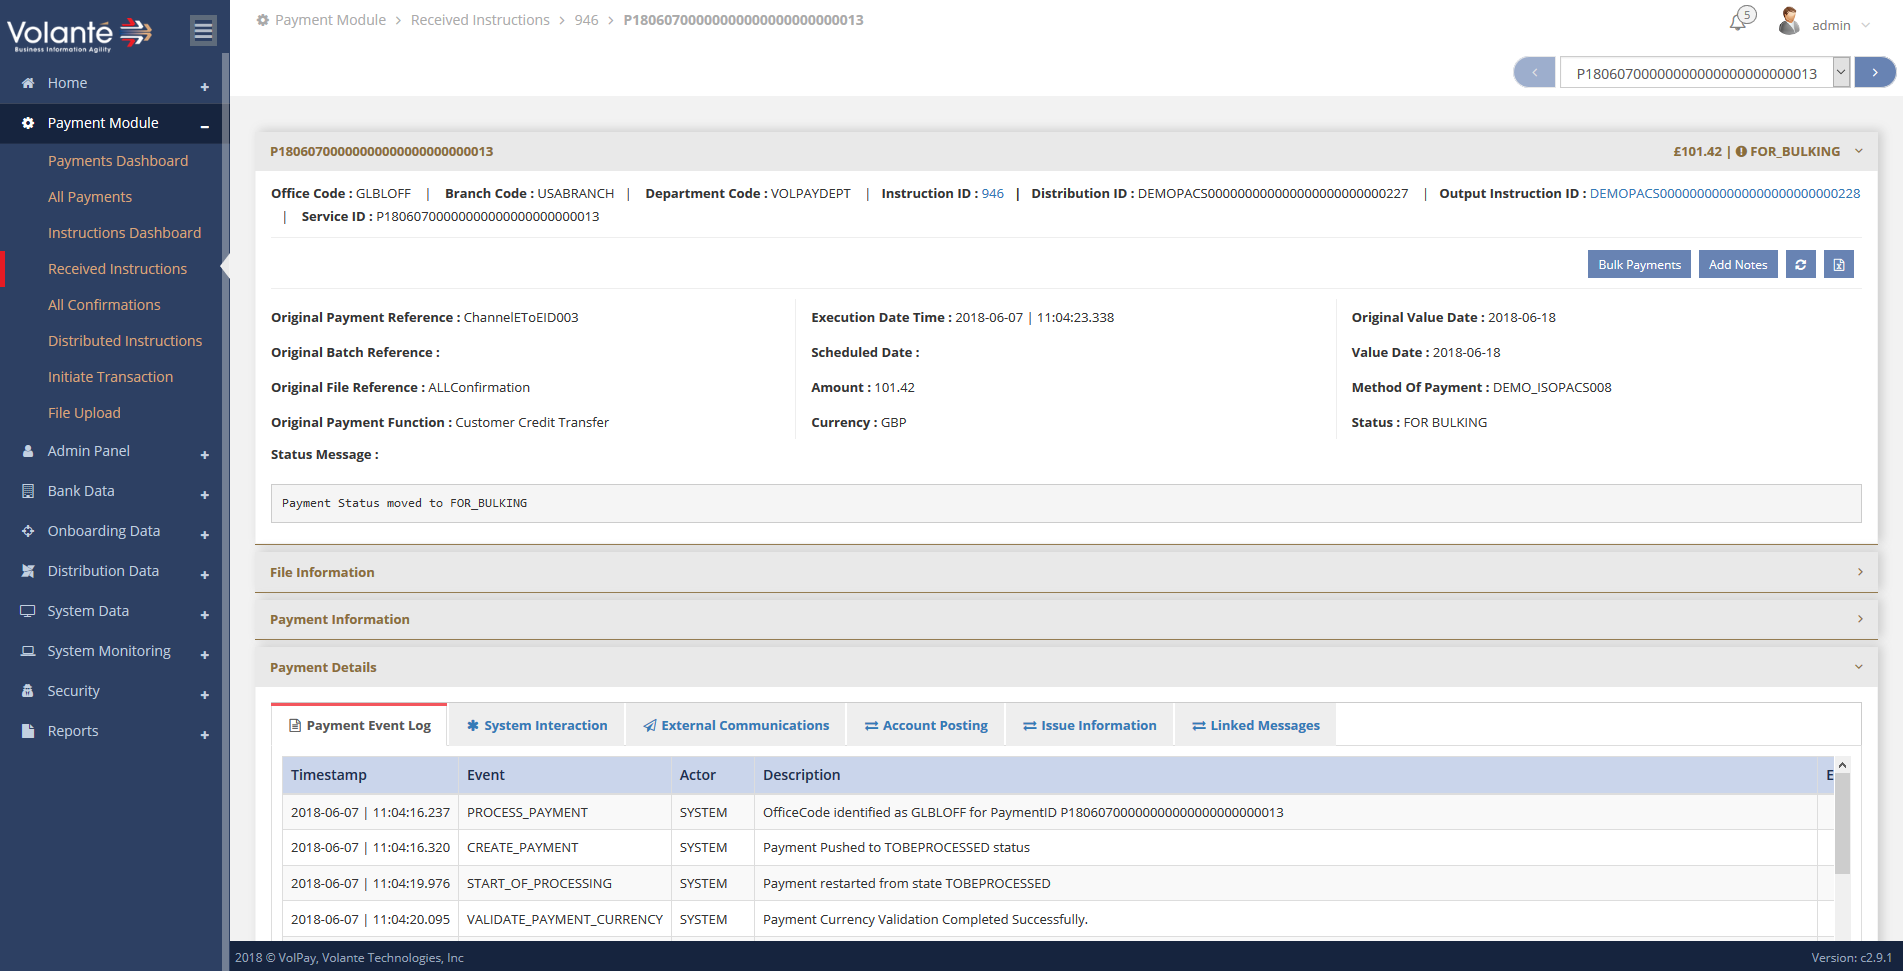 Volanté
Business Information Agility
Payment Module > Received Instructions > 946 > P18060700000000000000000000013
5
admin
P18060700000000000000000000013
Home
Payment Module
Payments Dashboard
All Payments
Instructions Dashboard
Received Instructions
All Confirmations
Distributed Instructions
Initiate Transaction
File Upload
Admin Panel
Bank Data
Onboarding Data
Distribution Data
System Data
System Monitoring
Security
Reports
P18060700000000000000000000013
£101.42 | FOR_BULKING
Office Code : GLBLOFF | Branch Code : USABRANCH | Department Code : VOLPAYDEPT | Instruction ID : 946 | Distribution ID : DEMOPACS000000000000000000000000227 | Output Instruction ID : DEMOPACS000000000000000000000000228
| Service ID : P18060700000000000000000000013
Bulk Payments Add Notes
Original Payment Reference : ChannelEToEID003
Original Batch Reference :
Original File Reference : ALLConfirmation
Original Payment Function : Customer Credit Transfer
Execution Date Time : 2018-06-07 | 11:04:23.338
Scheduled Date :
Amount : 101.42
Currency : GBP
Original Value Date : 2018-06-18
Value Date : 2018-06-18
Method Of Payment : DEMO_ISOPACS008
Status : FOR BULKING
Status Message :
Payment Status moved to FOR_BULKING
File Information
Payment Information
Payment Details
Payment Event Log System Interaction External Communications Account Posting Issue Information Linked Messages
Timestamp Event Actor Description E
2018-06-07 | 11:04:16.237 PROCESS_PAYMENT SYSTEM OfficeCode identified as GLBLOFF for PaymentID P18060700000000000000000000013
2018-06-07 | 11:04:16.320 CREATE_PAYMENT SYSTEM Payment Pushed to TOBEPROCESSED status
2018-06-07 | 11:04:19.976 START_OF_PROCESSING SYSTEM Payment restarted from state TOBEPROCESSED
2018-06-07 | 11:04:20.095 VALIDATE_PAYMENT_CURRENCY SYSTEM Payment Currency Validation Completed Successfully.
2018 © VolPay, Volante Technologies, Inc
Version: c2.9.1